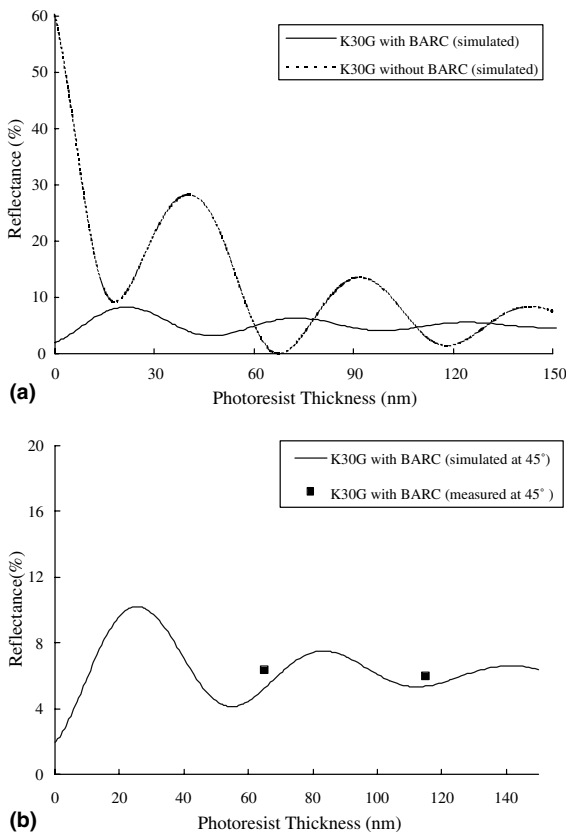 60
50
40
30
20
10
0
Reflectance (%)
K30G with BARC (simulated)
K30G without BARC (simulated)
0 30 60 90 120 150
Photoresist Thickness (nm)
(a)
20
16
12
8
4
0
Reflectance(%)
K30G with BARC (simulated at 45˚)
K30G with BARC (measured at 45˚ )
0 20 40 60 80 100 120 140
Photoresist Thickness (nm)
(b)